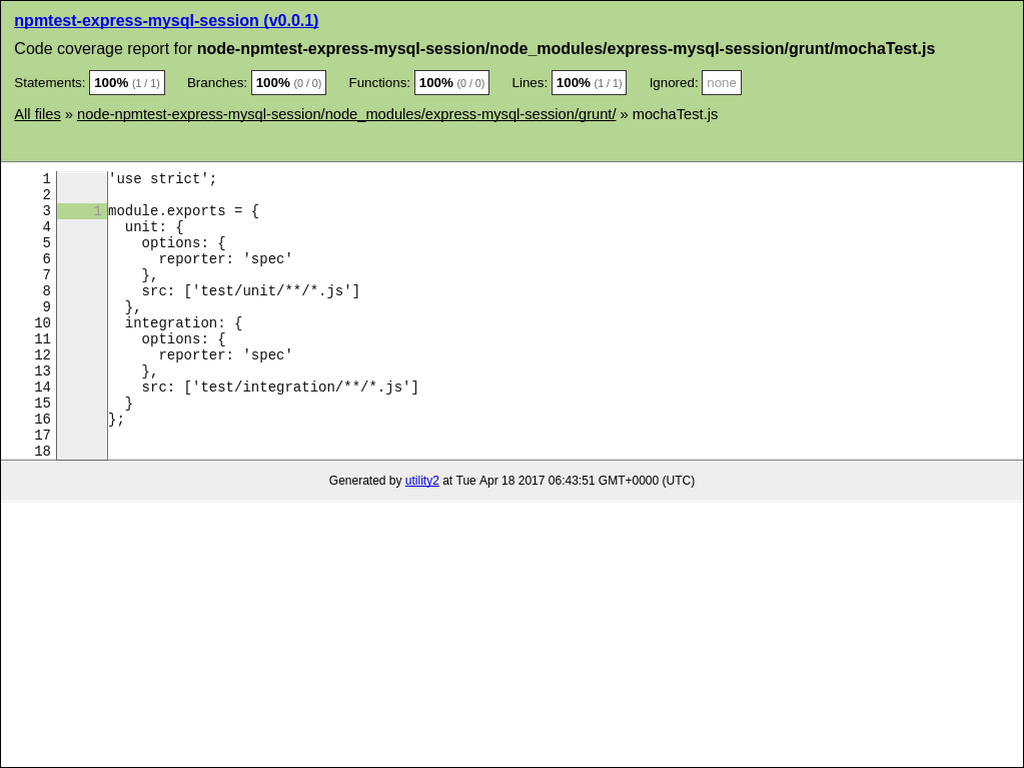 npmtest-express-mysql-session (v0.0.1)
Code coverage report for node-npmtest-express-mysql-session/node_modules/express-mysql-session/grunt/mochaTest.js
Statements: 100% (1 / 1) Branches: 100% (0 / 0) Functions: 100% (0 / 0) Lines: 100% (1 / 1) Ignored: none
All files » node-npmtest-express-mysql-session/node_modules/express-mysql-session/grunt/ » mochaTest.js
1 'use strict';
2
3 1 module.exports = {
4   unit: {
5     options: {
6       reporter: 'spec'
7     },
8     src: ['test/unit/**/*.js']
9   },
10   integration: {
11     options: {
12       reporter: 'spec'
13     },
14     src: ['test/integration/**/*.js']
15   }
16 };
17
18
Generated by utility2 at Tue Apr 18 2017 06:43:51 GMT+0000 (UTC)